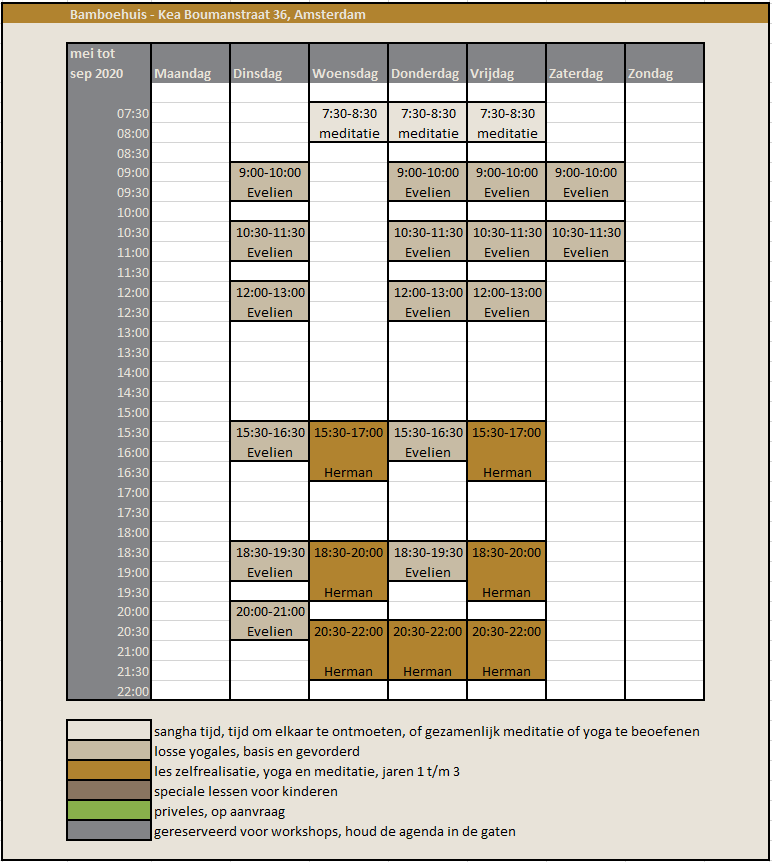 Bamboehuis - Kea Boumanstraat 36, Amsterdam
mei tot
sep 2020 Maandag Dinsdag Woensdag Donderdag Vrijdag Zaterdag Zondag
07:30 7:30-8:30 7:30-8:30 7:30-8:30
08:00 meditatie meditatie meditatie
08:30
09:00 9:00-10:00 9:00-10:00 9:00-10:00 9:00-10:00
09:30 Evelien Evelien Evelien Evelien
10:00
10:30 10:30-11:30 10:30-11:30 10:30-11:30 10:30-11:30
11:00 Evelien Evelien Evelien Evelien
11:30
12:00 12:00-13:00 12:00-13:00 12:00-13:00
12:30 Evelien Evelien Evelien
13:00
13:30
14:00
14:30
15:00
15:30 15:30-16:30 15:30-17:00 15:30-16:30 15:30-17:00
16:00 Evelien Evelien
16:30 Herman Herman
17:00
17:30
18:00
18:30 18:30-19:30 18:30-20:00 18:30-19:30 18:30-20:00
19:00 Evelien Evelien
19:30 Herman Herman
20:00 20:00-21:00
20:30 Evelien 20:30-22:00 20:30-22:00 20:30-22:00
21:00
21:30 Herman Herman Herman
22:00
sangha tijd, tijd om elkaar te ontmoeten, of gezamenlijk meditatie of yoga te beoefenen
losse yogales, basis en gevorderd
les zelfrealisatie, yoga en meditatie, jaren 1 t/m 3
speciale lessen voor kinderen
priveles, op aanvraag
gereserveerd voor workshops, houd de agenda in de gaten